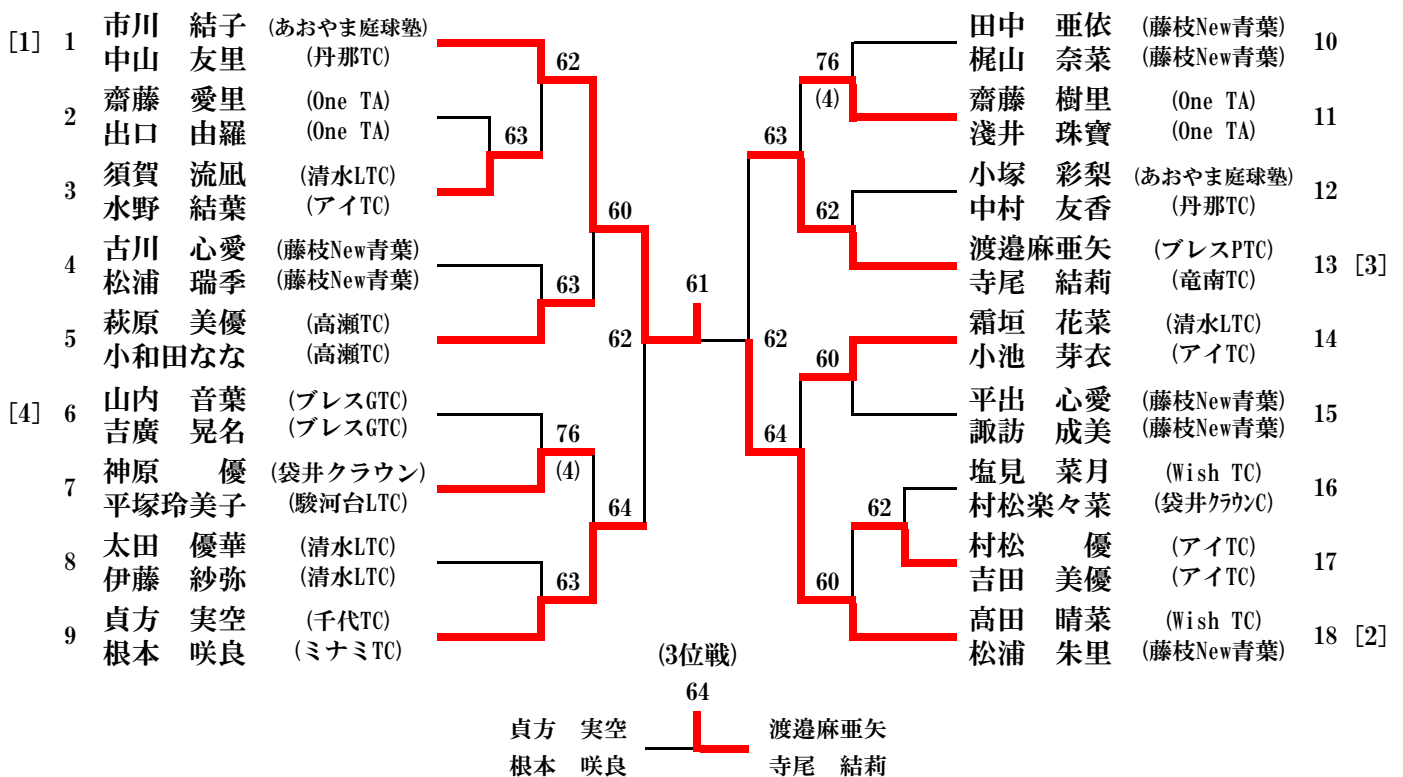 [1] 1 市川 結子 (あおやま庭球塾)
中山 友里 (丹那TC)
2 齋藤 愛里 (One TA)
出口 由羅 (One TA)
3 須賀 流凪 (清水LTC)
水野 結葉 (アイTC)
4 古川 心愛 (藤枝New青葉)
松浦 瑞季 (藤枝New青葉)
5 萩原 美優 (高瀬TC)
小和田なな (高瀬TC)
[4] 6 山内 音葉 (ブレスGTC)
吉廣 晃名 (ブレスGTC)
7 神原 優 (袋井クラウン)
平塚玲美子 (駿河台LTC)
8 太田 優華 (清水LTC)
伊藤 紗弥 (清水LTC)
9 貞方 実空 (千代TC)
根本 咲良 (ミナミTC)
62
63
60
63
62
76
(4)
64
63
61
田中 亜依 (藤枝New青葉) 10
梶山 奈菜 (藤枝New青葉)
齋藤 樹里 (One TA) 11
淺井 珠寶 (One TA)
小塚 彩梨 (あおやま庭球塾) 12
中村 友香 (丹那TC)
渡邉麻亜矢 (ブレスPTC) 13 [3]
寺尾 結莉 (竜南TC)
霜垣 花菜 (清水LTC) 14
小池 芽衣 (アイTC)
平出 心愛 (藤枝New青葉) 15
諏訪 成美 (藤枝New青葉)
塩見 菜月 (Wish TC) 16
村松楽々菜 (袋井クラウンC)
村松 優 (アイTC) 17
吉田 美優 (アイTC)
髙田 晴菜 (Wish TC) 18 [2]
松浦 朱里 (藤枝New青葉)
76
(4)
63
62
62
60
64
62
60
(3位戦)
64
貞方 実空 渡邉麻亜矢
根本 咲良 寺尾 結莉